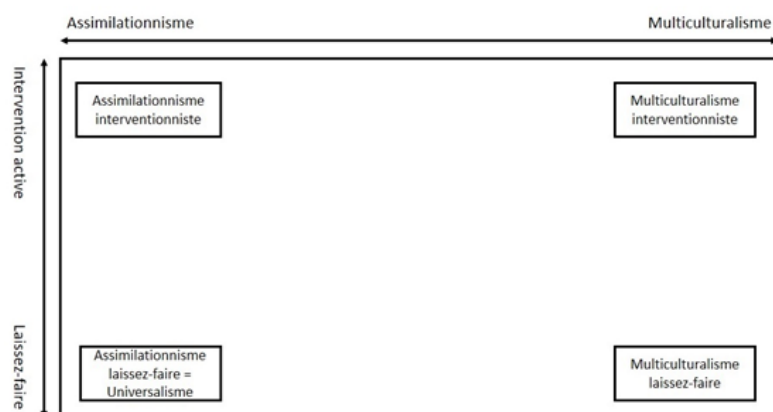 Assimilationnisme
Multiculturalisme
Intervention active
Assimilationnisme
interventionniste
Multiculturalisme
interventionniste
Laissez-faire
Assimilationnisme
laissez-faire =
Universalisme
Multiculturalisme
laissez-faire